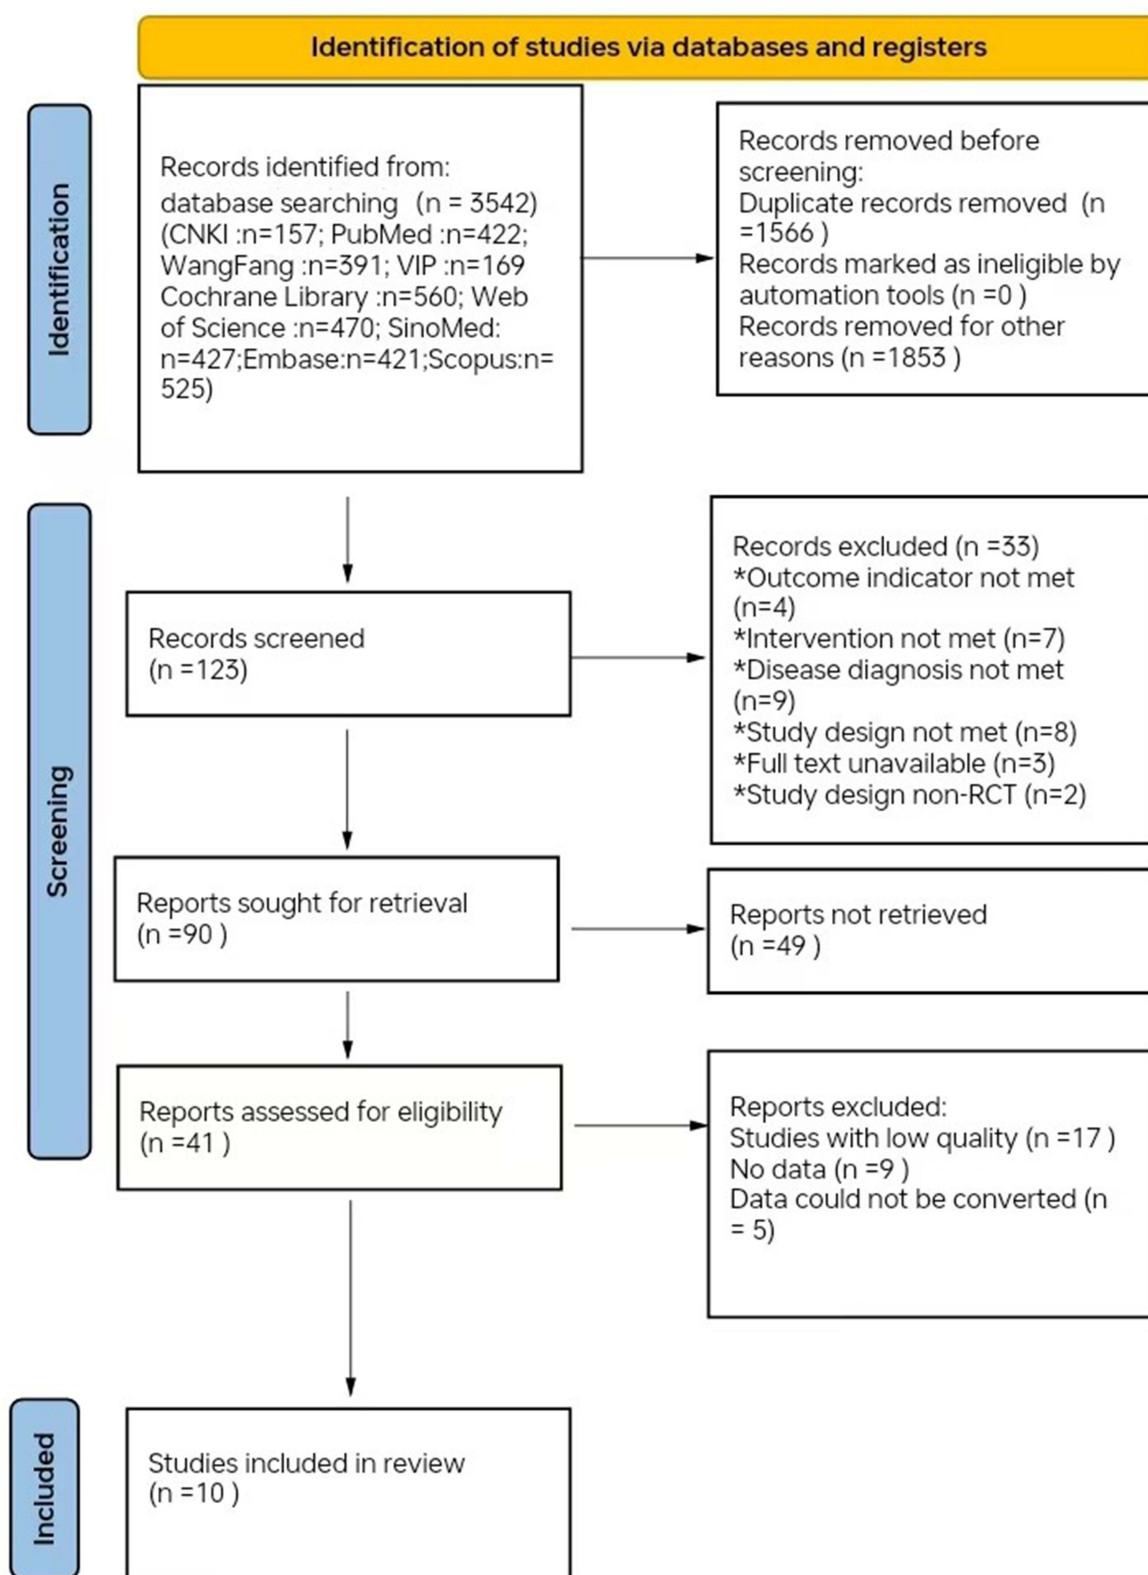 Identification of studies via databases and registers
Identification
Records identified from:
database searching (n = 3542)
(CNKI :n=157; PubMed :n=422;
WangFang :n=391; VIP :n=169
Cochrane Library :n=560; Web
of Science :n=470; SinoMed:
n=427;Embase:n=421;Scopus:n=
525)
Records removed before
screening:
Duplicate records removed (n
=1566 )
Records marked as ineligible by
automation tools (n =0 )
Records removed for other
reasons (n =1853 )
Screening
Records screened
(n =123)
Records excluded (n =33)
*Outcome indicator not met
(n=4)
*Intervention not met (n=7)
*Disease diagnosis not met
(n=9)
*Study design not met (n=8)
*Full text unavailable (n=3)
*Study design non-RCT (n=2)
Reports sought for retrieval
(n =90 )
Reports not retrieved
(n =49 )
Reports assessed for eligibility
(n =41 )
Reports excluded:
Studies with low quality (n =17 )
No data (n =9 )
Data could not be converted (n
= 5)
Included
Studies included in review
(n =10 )